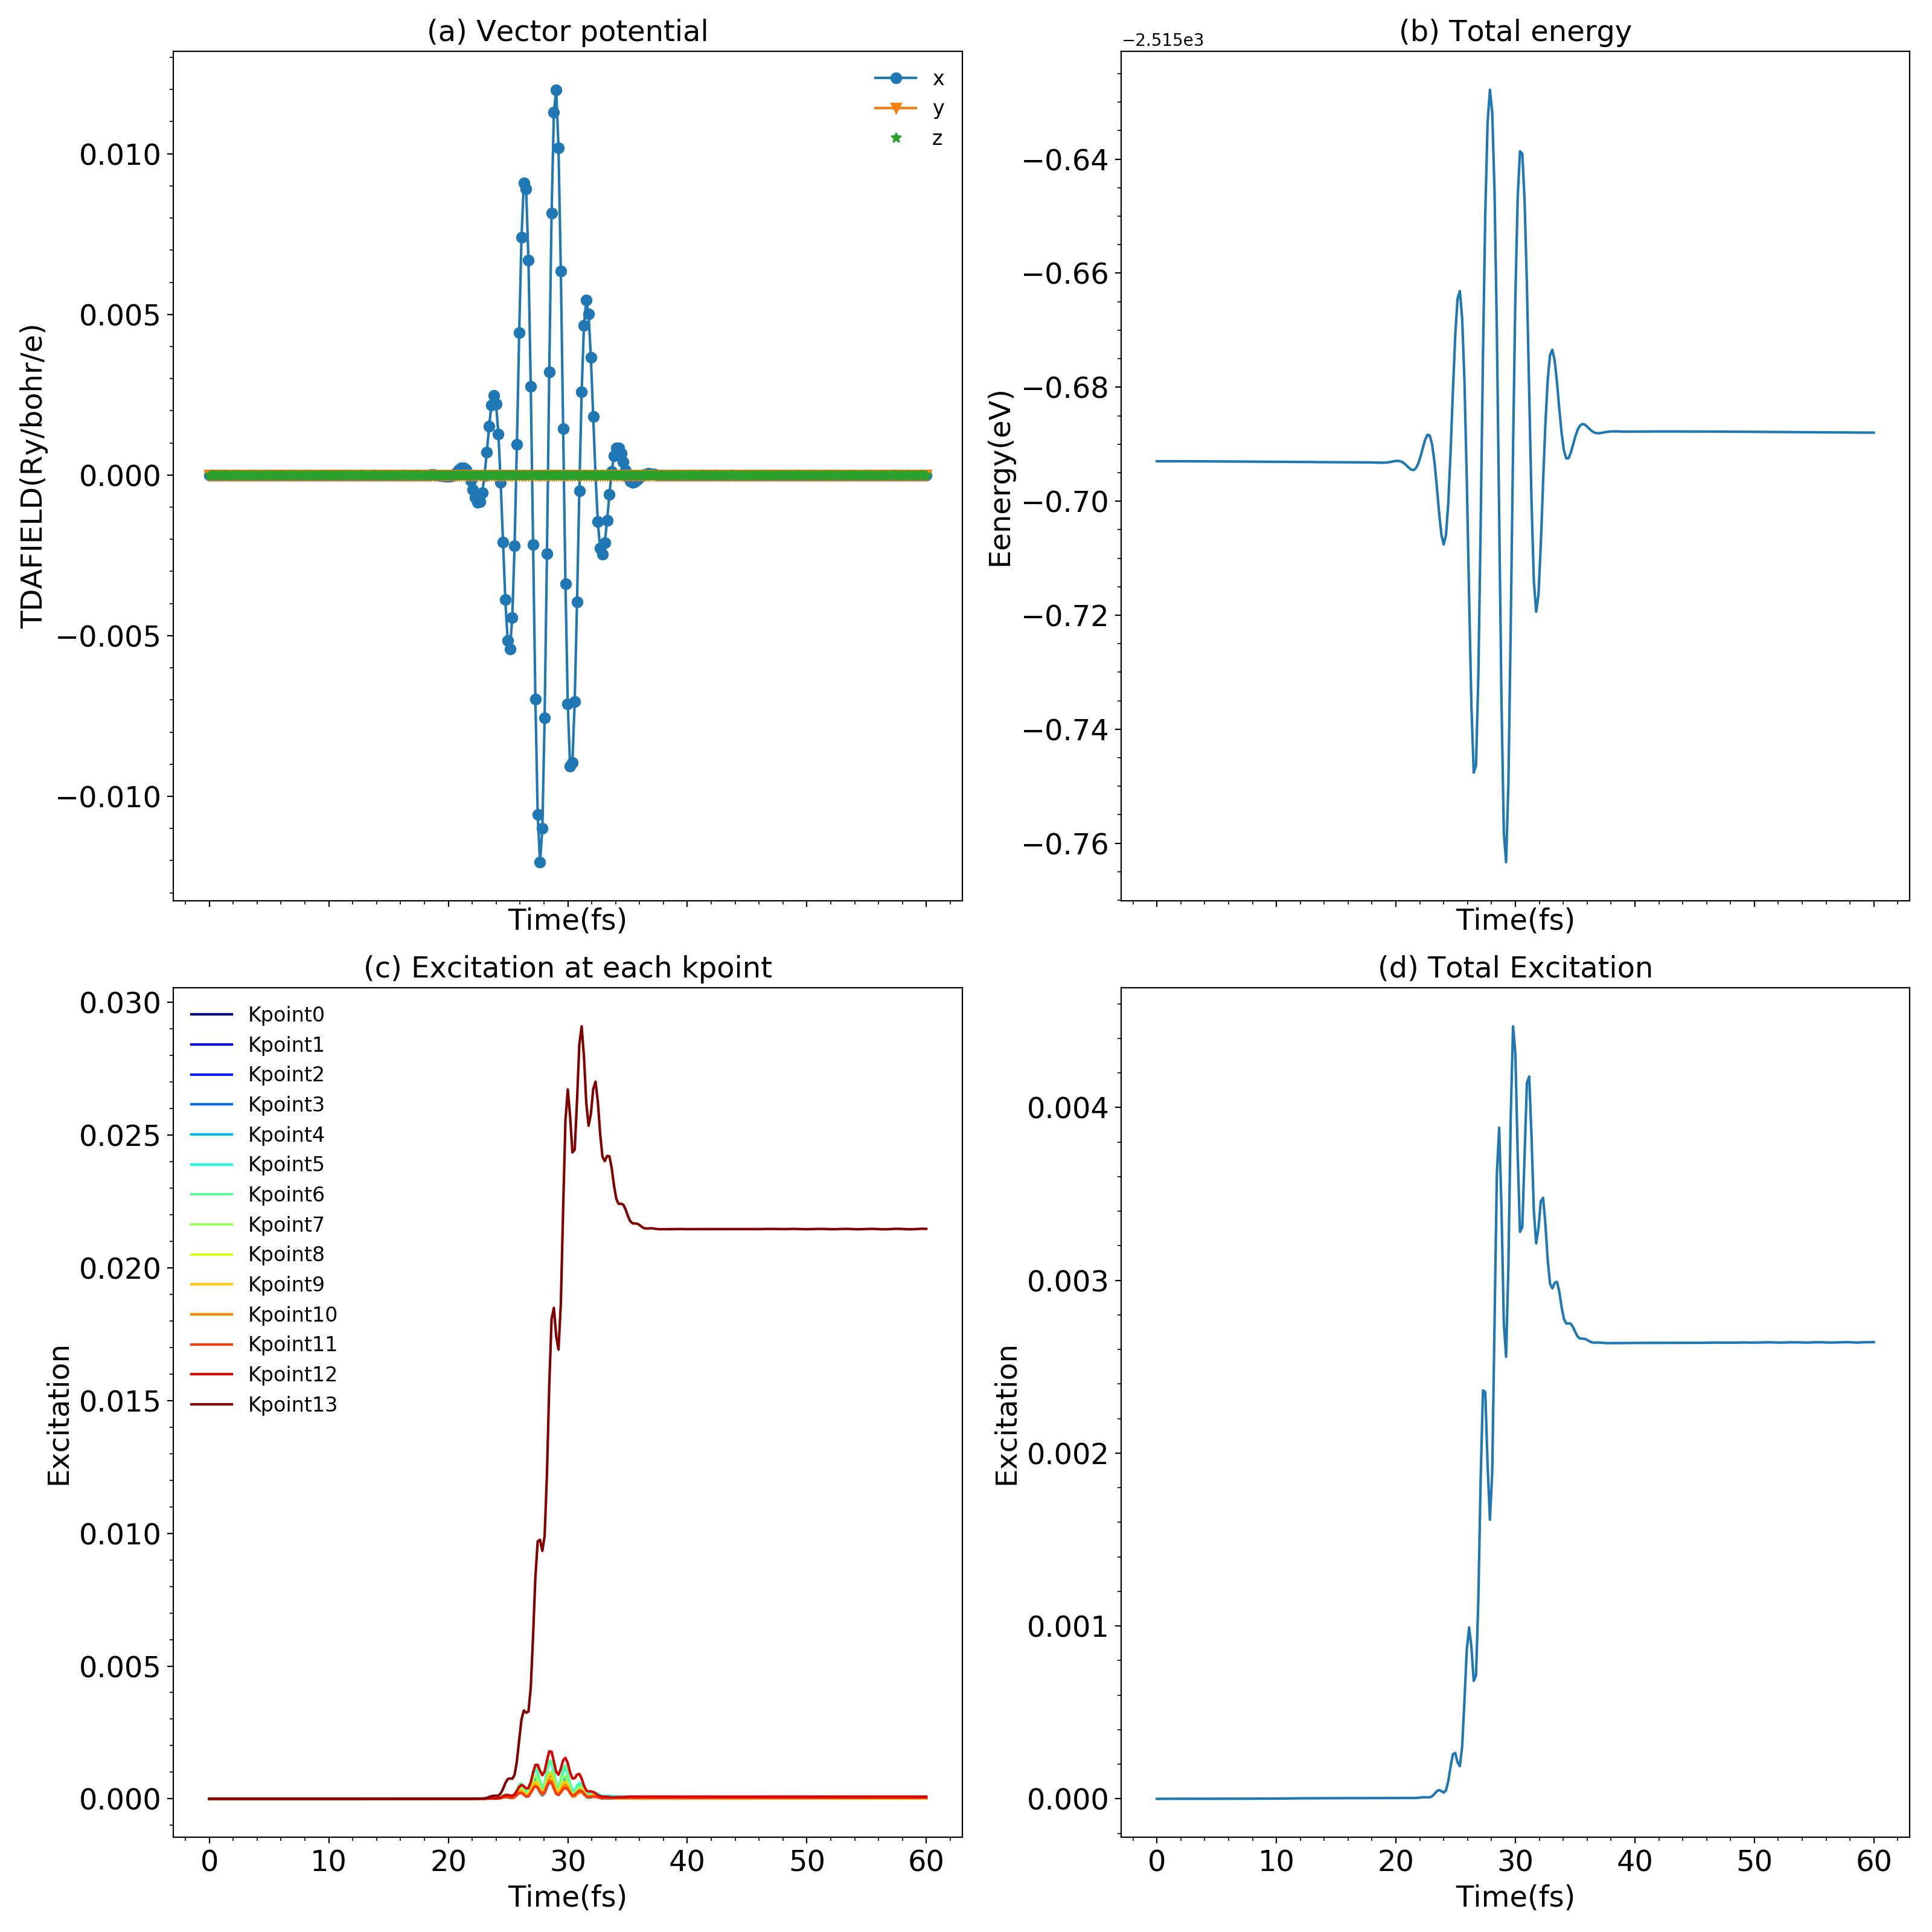 (a) Vector potential
x
y
z
0.010
0.005
0.000
−0.005
−0.010
TDAFIELD(Ry/bohr/e)
Time(fs)
(b) Total energy
−2.515e3
−0.64
−0.66
−0.68
−0.70
−0.72
−0.74
−0.76
Eenergy(eV)
Time(fs)
(c) Excitation at each kpoint
Kpoint0
Kpoint1
Kpoint2
Kpoint3
Kpoint4
Kpoint5
Kpoint6
Kpoint7
Kpoint8
Kpoint9
Kpoint10
Kpoint11
Kpoint12
Kpoint13
0.030
0.025
0.020
0.015
0.010
0.005
0.000
Excitation
0 10 20 30 40 50 60
Time(fs)
(d) Total Excitation
0.004
0.003
0.002
0.001
0.000
Excitation
0 10 20 30 40 50 60
Time(fs)